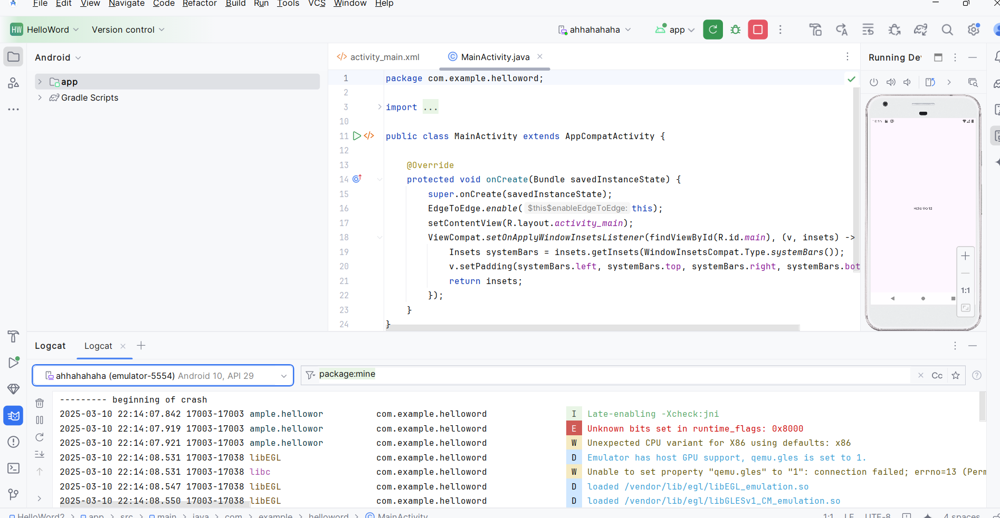 File Edit View Navigate Code Refactor Build Run Tools VCS Window Help
HW HelloWord Version control ahhahahaha app
Android
app
Gradle Scripts
activity_main.xml MainActivity.java
1 package com.example.helloword;
2
3 import ...
10
11 public class MainActivity extends AppCompatActivity {
12
13 @Override
14 protected void onCreate(Bundle savedInstanceState) {
15 super.onCreate(savedInstanceState);
16 EdgeToEdge.enable( $this$enableEdgeToEdge: this);
17 setContentView(R.layout.activity_main);
18 ViewCompat.setOnApplyWindowInsetsListener(findViewById(R.id.main), (v, insets) ->
19 Insets systemBars = insets.getInsets(WindowInsetsCompat.Type.systemBars());
20 v.setPadding(systemBars.left, systemBars.top, systemBars.right, systemBars.bot
21 return insets;
22 });
23 }
24 }
Running De
Hello World
1:1
Logcat Logcat
ahhahahaha (emulator-5554) Android 10, API 29 package:mine Cc
--------- beginning of crash
2025-03-10 22:14:07.842 17003-17003 ample.hellowor com.example.helloword I Late-enabling -Xcheck:jni
2025-03-10 22:14:07.919 17003-17003 ample.hellowor com.example.helloword E Unknown bits set in runtime_flags: 0x8000
2025-03-10 22:14:07.921 17003-17003 ample.hellowor com.example.helloword W Unexpected CPU variant for X86 using defaults: x86
2025-03-10 22:14:08.531 17003-17038 libEGL com.example.helloword D Emulator has host GPU support, qemu.gles is set to 1.
2025-03-10 22:14:08.531 17003-17038 libc com.example.helloword W Unable to set property "qemu.gles" to "1": connection failed; errno=13 (Perm
2025-03-10 22:14:08.547 17003-17038 libEGL com.example.helloword D loaded /vendor/lib/egl/libEGL_emulation.so
2025-03-10 22:14:08.550 17003-17038 libEGL com.example.helloword D loaded /vendor/lib/egl/libGLESv1_CM_emulation.so
HelloWord2 > app > src > main > java > com > example > helloword > MainActivity 1:1 LF UTF-8 4 spaces